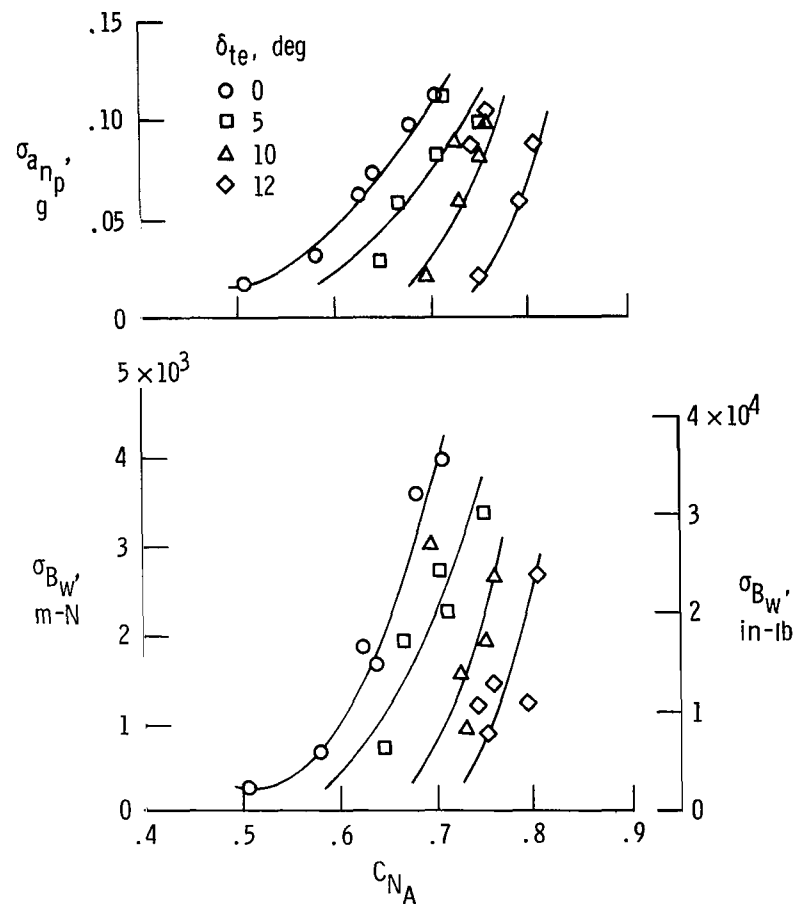 .15
.10
.05
0
σanp,
g
δte, deg
0
5
10
12
5 × 10³
4
3
2
1
0
σBw,
m-N
4 × 10⁴
3
2
1
0
σBw,
in-lb
.4 .5 .6 .7 .8 .9
CNA